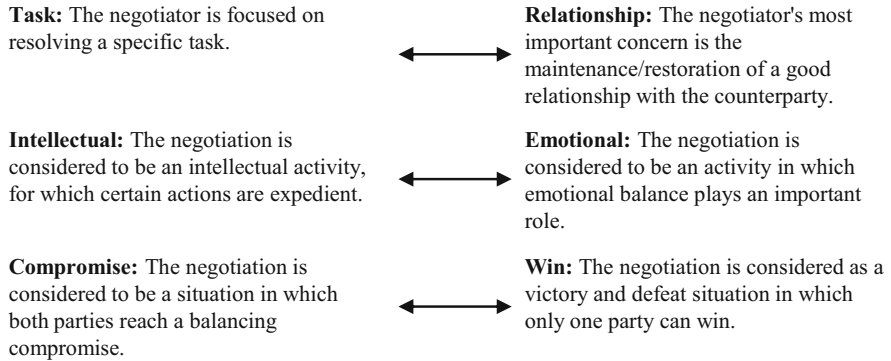 Task: The negotiator is focused on
resolving a specific task.
Relationship: The negotiator's most
important concern is the
maintenance/restoration of a good
relationship with the counterparty.
Intellectual: The negotiation is
considered to be an intellectual activity,
for which certain actions are expedient.
Emotional: The negotiation is
considered to be an activity in which
emotional balance plays an important
role.
Compromise: The negotiation is
considered to be a situation in which
both parties reach a balancing
compromise.
Win: The negotiation is considered as a
victory and defeat situation in which
only one party can win.